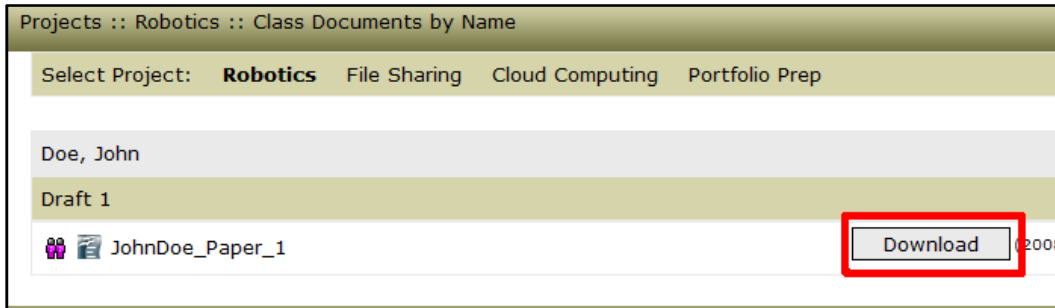 Projects :: Robotics :: Class Documents by Name
Select Project: Robotics File Sharing Cloud Computing Portfolio Prep
Doe, John
Draft 1
JohnDoe_Paper_1 Download (200